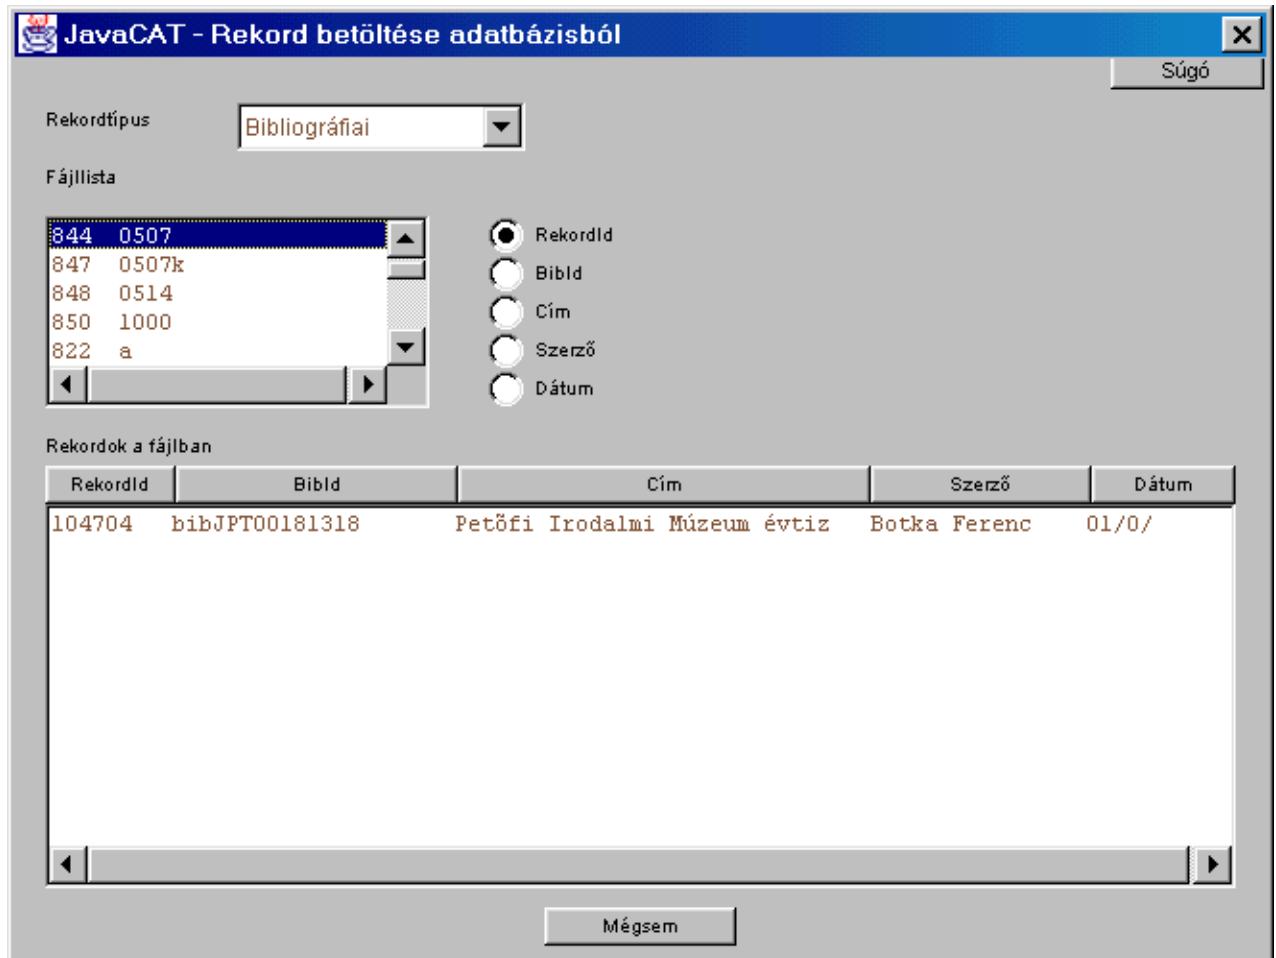 JavaCAT - Rekord betöltése adatbázisból
Súgó
Rekordtípus
Bibliográfiai
Fájllista
844 0507
847 0507k
848 0514
850 1000
822 a
RekordId
BibId
Cím
Szerző
Dátum
Rekordok a fájlban
RekordId BibId Cím Szerző Dátum
104704 bibJPT00181318 Petõfi Irodalmi Múzeum évtiz Botka Ferenc 01/0/
Mégsem